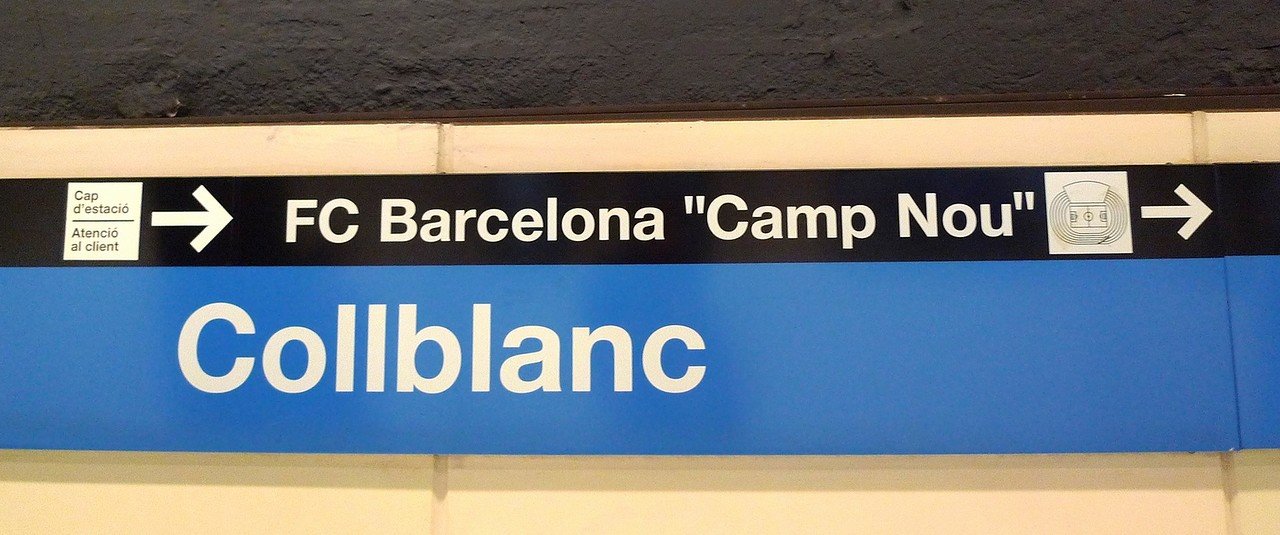 Cap
d'estació
Atenció
al client
FC Barcelona "Camp Nou"
Collblanc